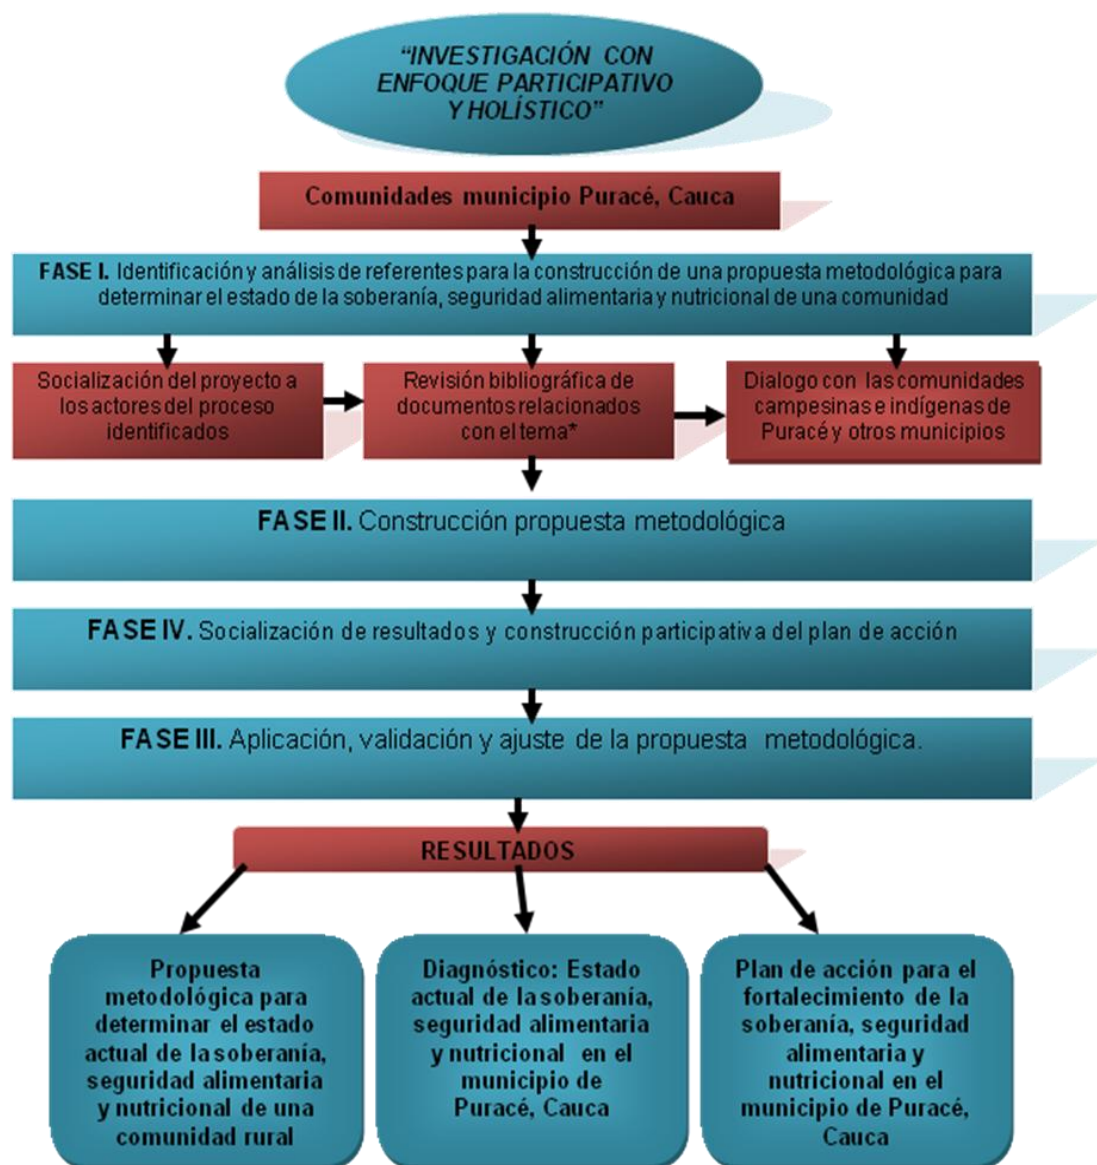 “INVESTIGACIÓN CON
ENFOQUE PARTICIPATIVO
Y HOLÍSTICO”
Comunidades municipio Puracé, Cauca
FASE I. Identificación y análisis de referentes para la construcción de una propuesta metodológica para
determinar el estado de la soberanía, seguridad alimentaria y nutricional de una comunidad
Socialización del proyecto a
los actores del proceso
identificados
Revisión bibliográfica de
documentos relacionados
con el tema*
Dialogo con las comunidades
campesinas e indígenas de
Puracé y otros municipios
FASE II. Construcción propuesta metodológica
FASE IV. Socialización de resultados y construcción participativa del plan de acción
FASE III. Aplicación, validación y ajuste de la propuesta metodológica.
RESULTADOS
Propuesta
metodológica para
determinar el estado
actual de la soberanía,
seguridad alimentaria
y nutricional de una
comunidad rural
Diagnóstico: Estado
actual de la soberanía,
seguridad alimentaria
y nutricional en el
municipio de
Puracé, Cauca
Plan de acción para el
fortalecimiento de la
soberanía, seguridad
alimentaria y
nutricional en el
municipio de Puracé,
Cauca